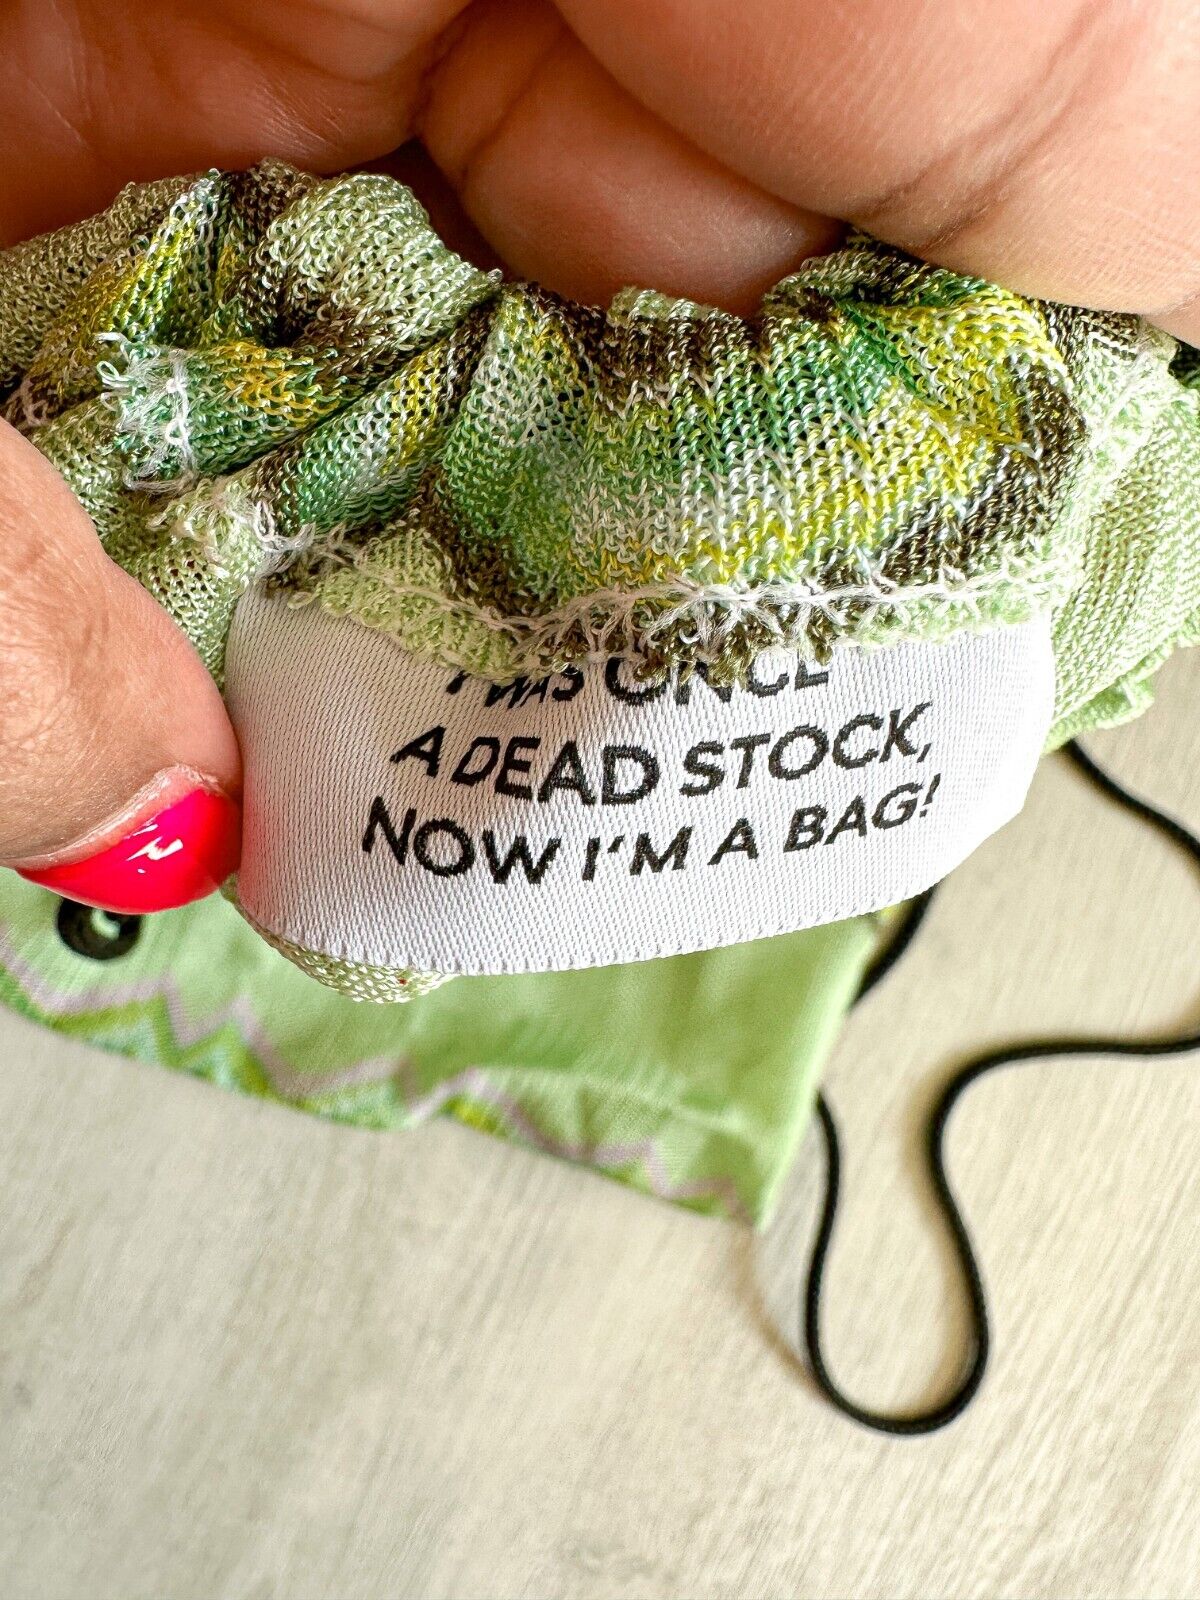 I WAS ONCE
A DEAD STOCK,
NOW I'M A BAG!